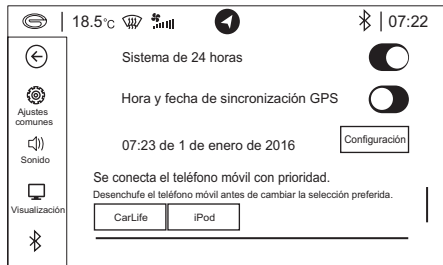 18.5°C
07:22
Sistema de 24 horas
Hora y fecha de sincronización GPS
Ajustes
comunes
07:23 de 1 de enero de 2016
Configuración
Sonido
Se conecta el teléfono móvil con prioridad.
Desenchufe el teléfono móvil antes de cambiar la selección preferida.
Visualización
CarLife
iPod